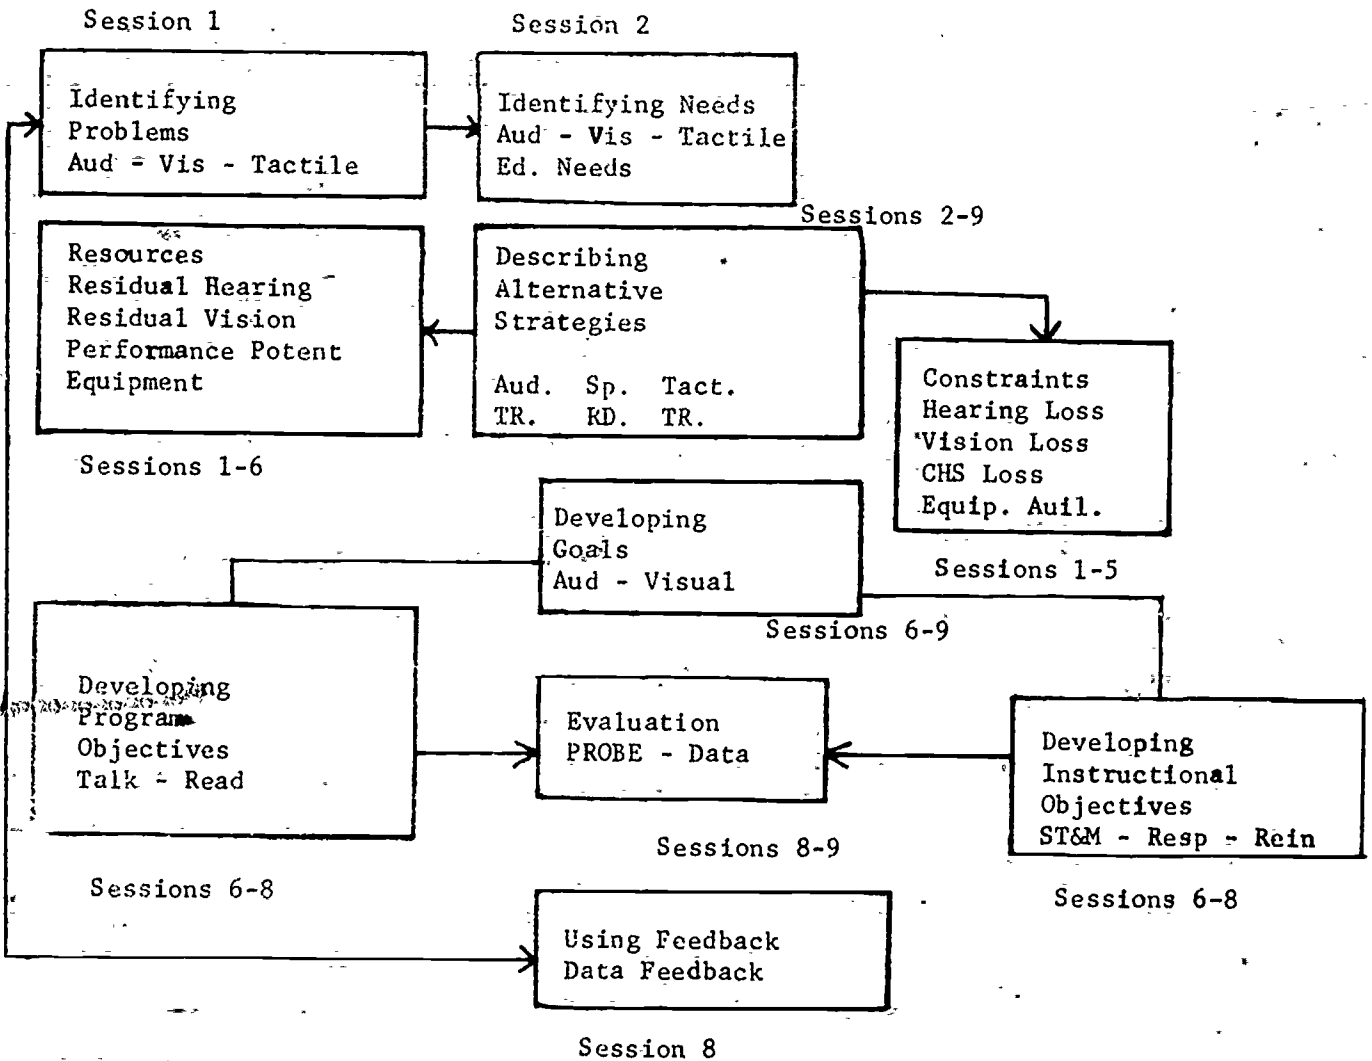 Session 1
Session 2
Identifying
Problems
Aud - Vis - Tactile
Identifying Needs
Aud - Vis - Tactile
Ed. Needs
Sessions 2-9
Resources
Residual Hearing
Residual Vision
Performance Potent
Equipment
Sessions 1-6
Describing
Alternative
Strategies
Aud. Sp. Tact.
TR. RD. TR.
Constraints
Hearing Loss
Vision Loss
CHS Loss
Equip. Auil.
Sessions 1-5
Developing
Goals
Aud - Visual
Sessions 6-9
Developing
Program
Objectives
Talk - Read
Sessions 6-8
Evaluation
PROBE - Data
Sessions 8-9
Developing
Instructional
Objectives
ST&M - Resp - Rein
Sessions 6-8
Using Feedback
Data Feedback
Session 8